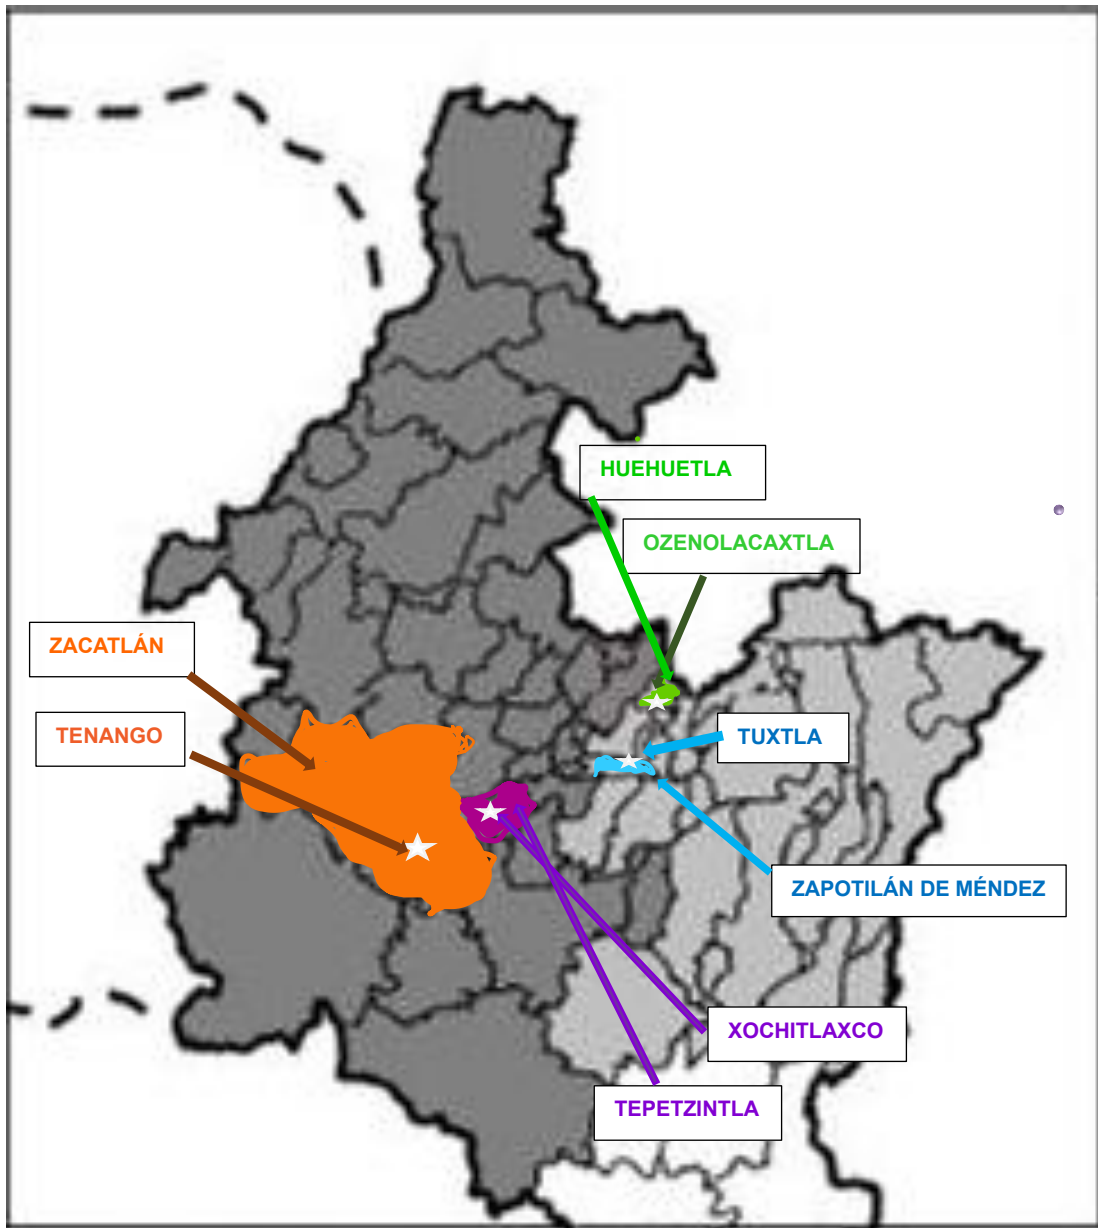 HUEHUETLA
OZENOLACAXTLA
ZACATLÁN
TENANGO
TUXTLA
ZAPOTILÁN DE MÉNDEZ
XOCHITLAXCO
TEPETZINTLA